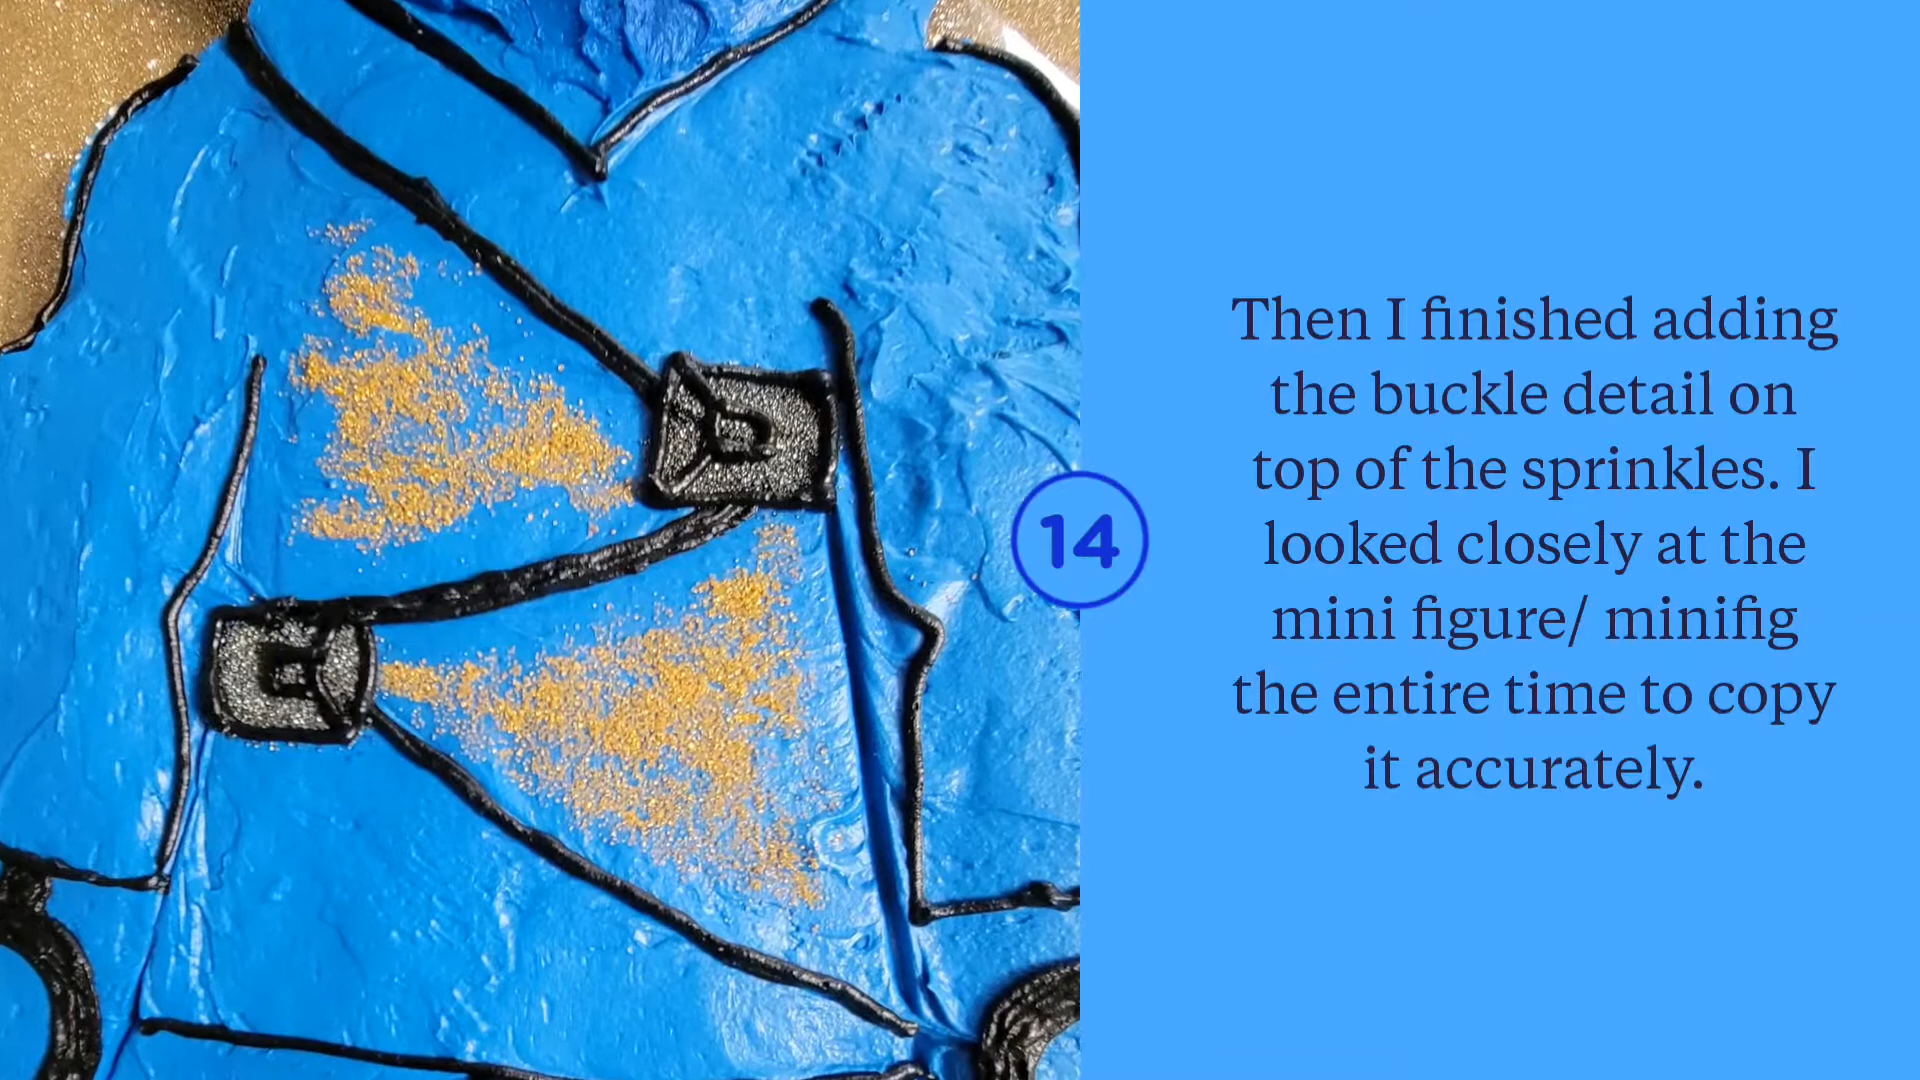 14
Then I finished adding
the buckle detail on
top of the sprinkles. I
looked closely at the
mini figure/ minifig
the entire time to copy
it accurately.